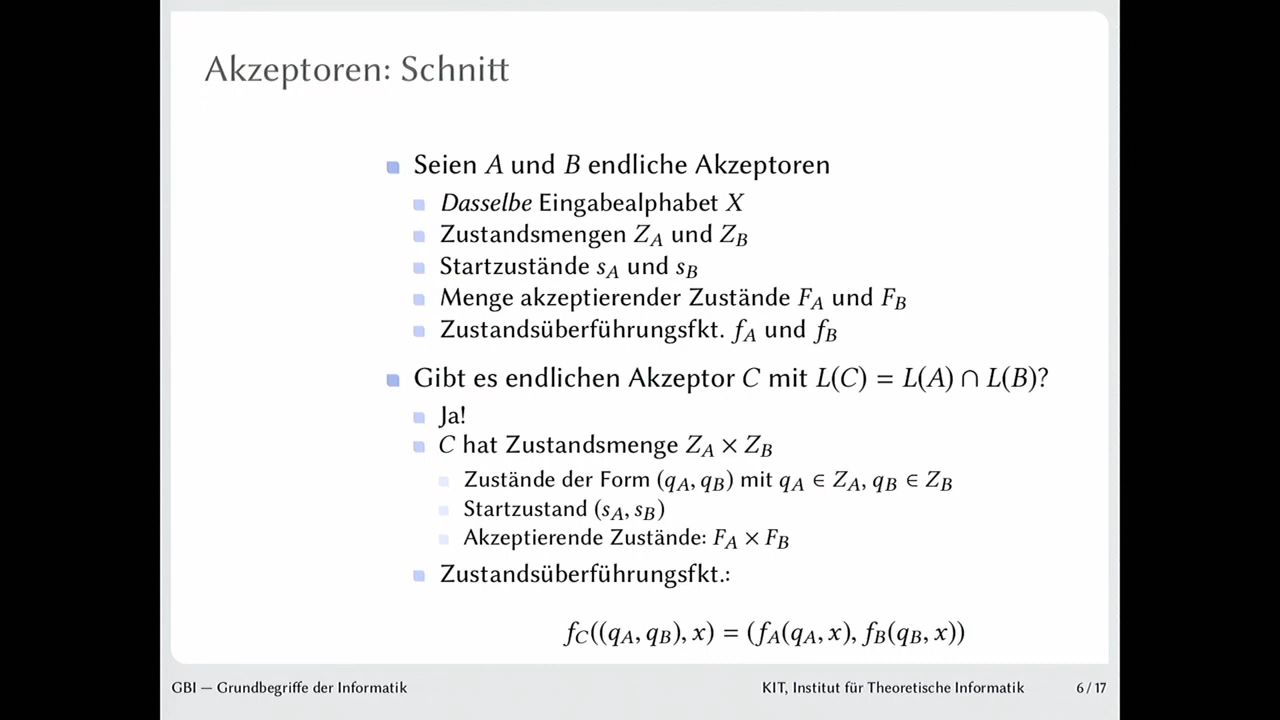 Akzeptoren: Schnitt
Seien A und B endliche Akzeptoren
Dasselbe Eingabealphabet X
Zustandsmengen Z_A und Z_B
Startzustände s_A und s_B
Menge akzeptierender Zustände F_A und F_B
Zustandsüberführungsfkt. f_A und f_B
Gibt es endlichen Akzeptor C mit L(C) = L(A) ∩ L(B)?
Ja!
C hat Zustandsmenge Z_A × Z_B
Zustände der Form (q_A, q_B) mit q_A ∈ Z_A, q_B ∈ Z_B
Startzustand (s_A, s_B)
Akzeptierende Zustände: F_A × F_B
Zustandsüberführungsfkt.:
f_C((q_A, q_B), x) = (f_A(q_A, x), f_B(q_B, x))
GBI — Grundbegriffe der Informatik KIT, Institut für Theoretische Informatik 6 / 17